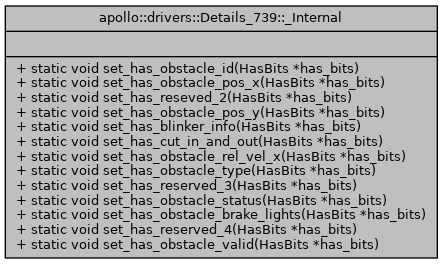 apollo::drivers::Details_739::_Internal
+ static void set_has_obstacle_id(HasBits *has_bits)
+ static void set_has_obstacle_pos_x(HasBits *has_bits)
+ static void set_has_reseved_2(HasBits *has_bits)
+ static void set_has_obstacle_pos_y(HasBits *has_bits)
+ static void set_has_blinker_info(HasBits *has_bits)
+ static void set_has_cut_in_and_out(HasBits *has_bits)
+ static void set_has_obstacle_rel_vel_x(HasBits *has_bits)
+ static void set_has_obstacle_type(HasBits *has_bits)
+ static void set_has_reserved_3(HasBits *has_bits)
+ static void set_has_obstacle_status(HasBits *has_bits)
+ static void set_has_obstacle_brake_lights(HasBits *has_bits)
+ static void set_has_reserved_4(HasBits *has_bits)
+ static void set_has_obstacle_valid(HasBits *has_bits)